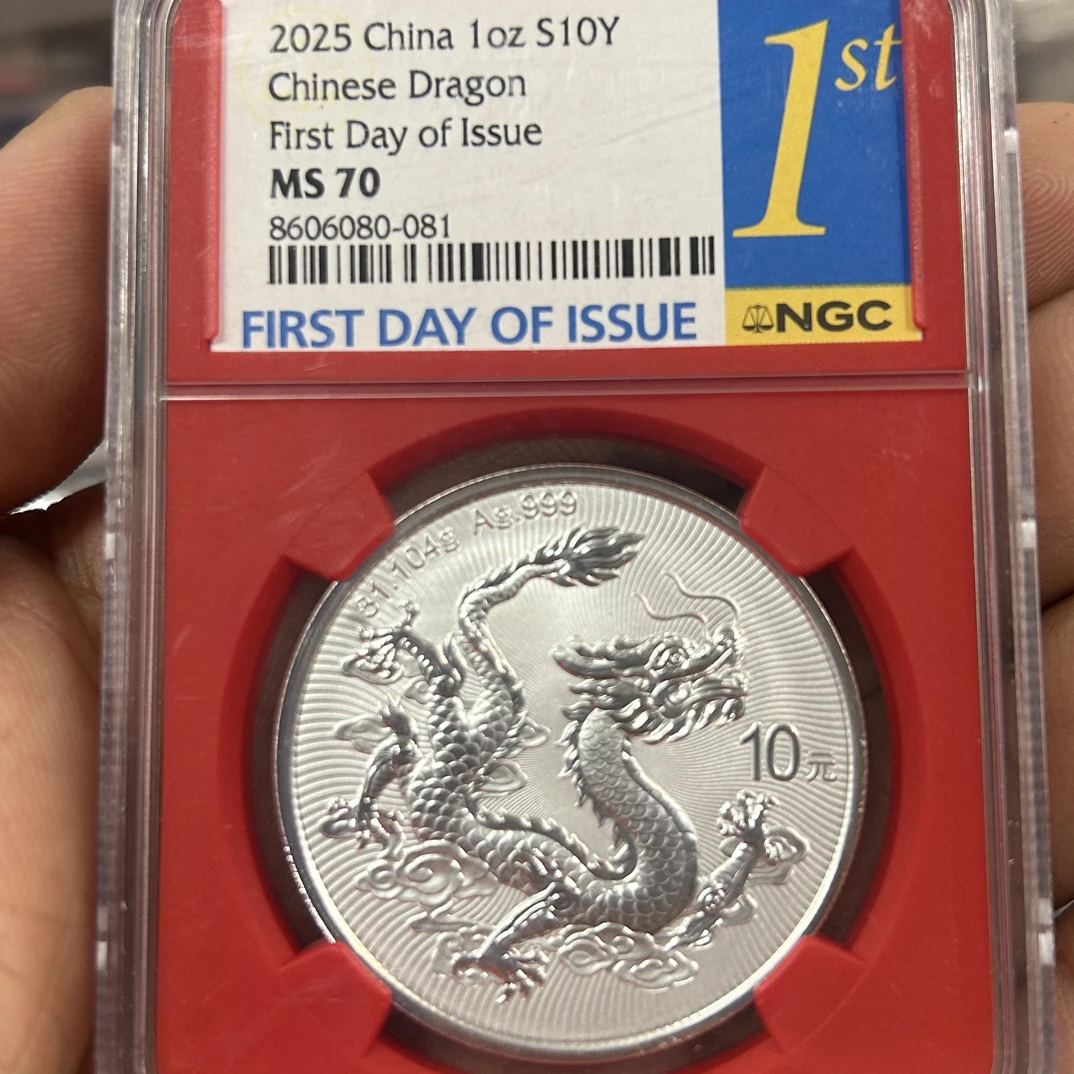 2025 China 1oz S10Y
Chinese Dragon
First Day of Issue
MS 70
8606080-081
FIRST DAY OF ISSUE
1st
NGC
31.104g Ag.999
10元